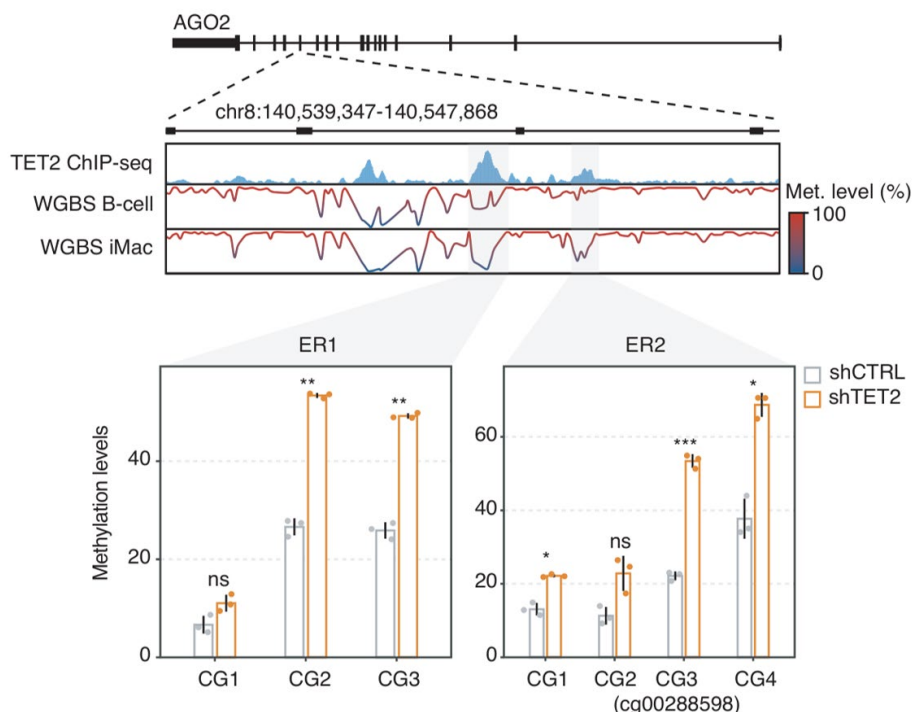 AGO2
chr8:140,539,347-140,547,868
TET2 ChIP-seq
WGBS B-cell
WGBS iMac
Met. level (%)
100
0
ER1
ER2
shCTRL
shTET2
Methylation levels
40
20
0
ns
**
**
CG1 CG2 CG3
60
40
20
0
*
ns
***
*
CG1 CG2 CG3 CG4
(cg00288598)